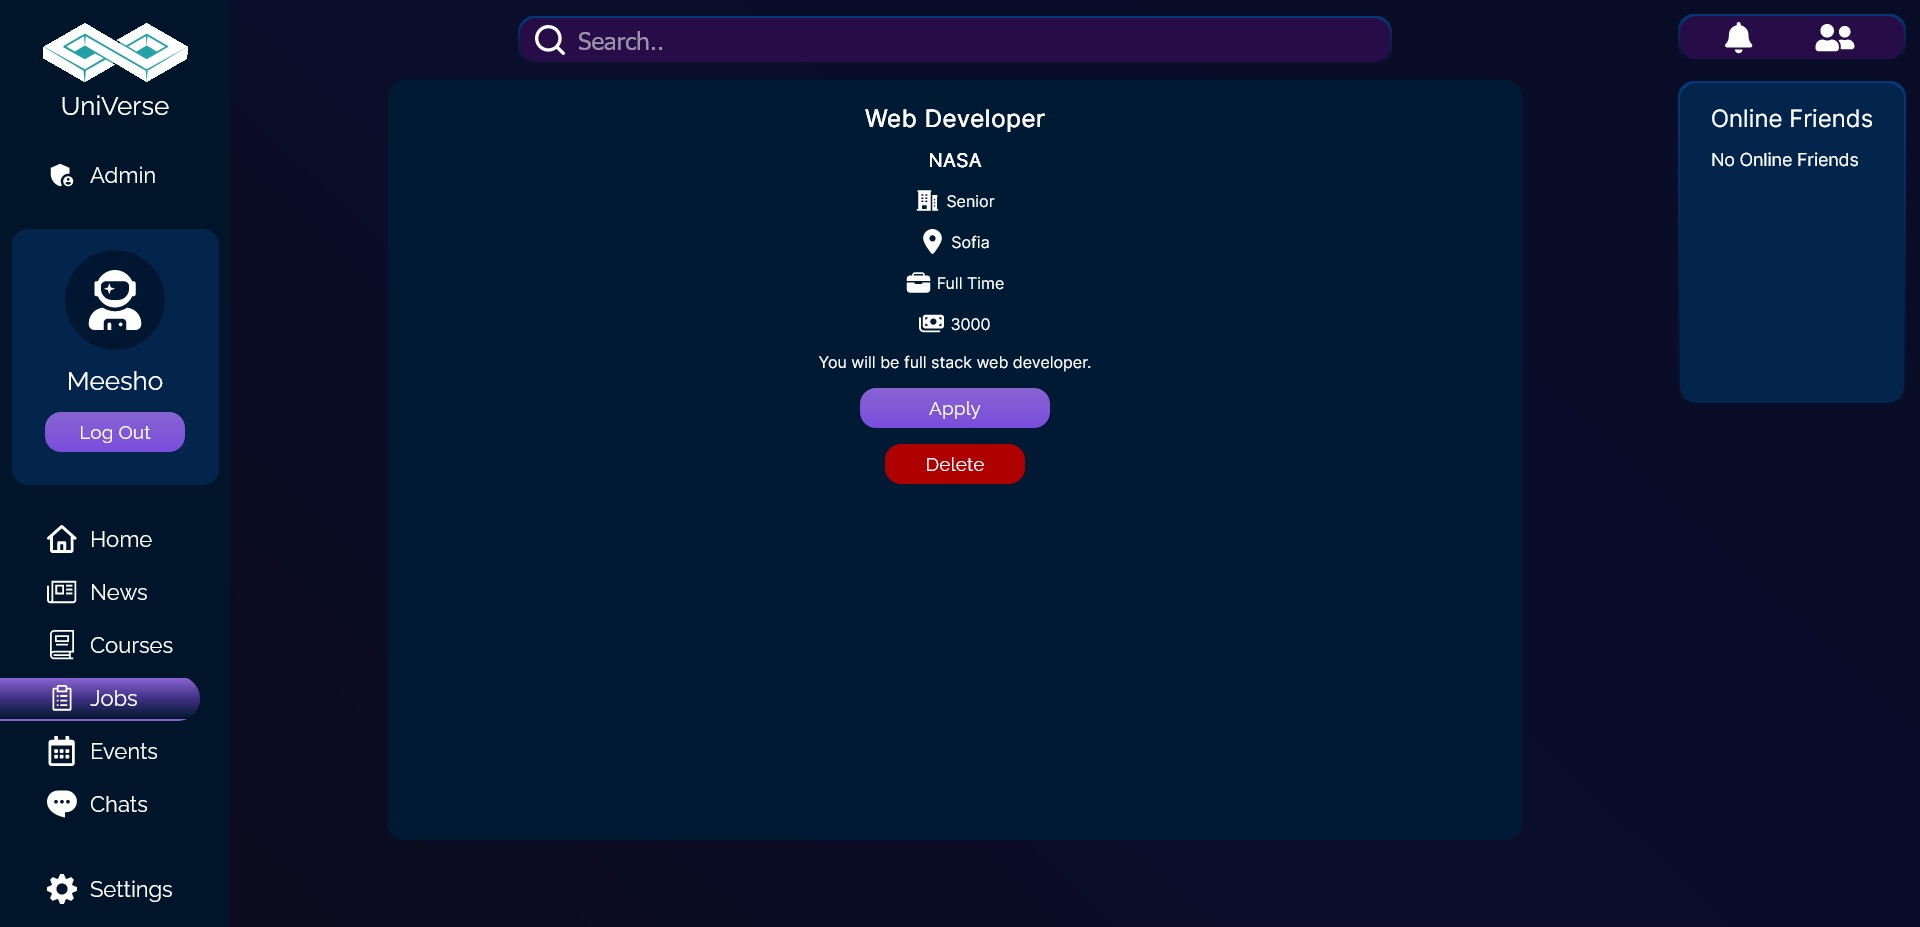 UniVerse
Admin
Meesho
Log Out
Home
News
Courses
Jobs
Events
Chats
Settings
Search..
Web Developer
NASA
Senior
Sofia
Full Time
3000
You will be full stack web developer.
Apply
Delete
Online Friends
No Online Friends